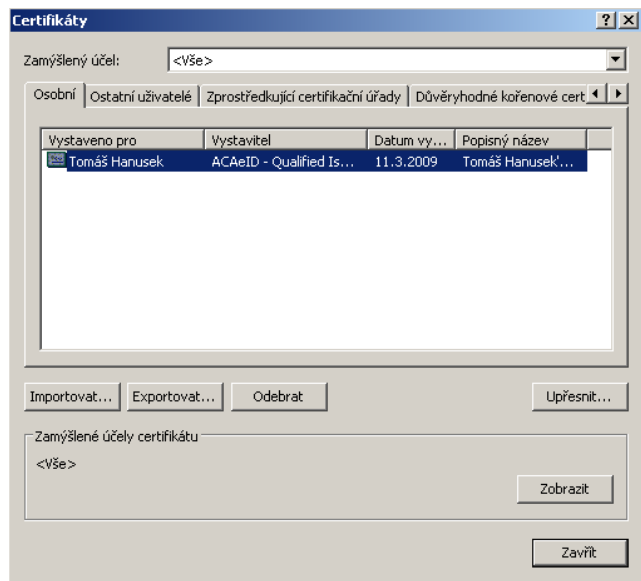 Certifikáty
Zamýšlený účel: <Vše>
Osobní Ostatní uživatelé Zprostředkující certifikační úřady Důvěryhodné kořenové cert
Vystaveno pro Vystavitel Datum vy... Popisný název
Tomáš Hanusek ACAeID - Qualified Is... 11.3.2009 Tomáš Hanusek'...
Importovat... Exportovat... Odebrat Upřesnit...
Zamýšlené účely certifikátu
<Vše>
Zobrazit
Zavřít